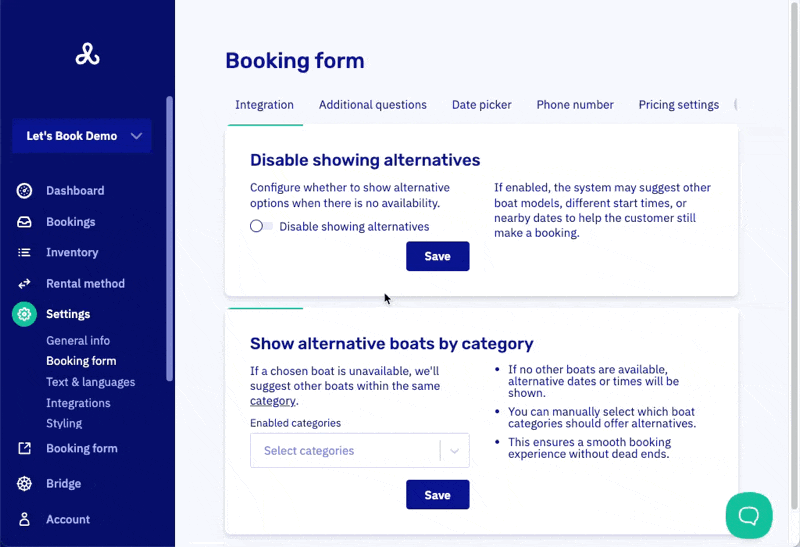 Let's Book Demo
Dashboard
Bookings
Inventory
Rental method
Settings
General info
Booking form
Text & languages
Integrations
Styling
Booking form
Bridge
Account
Booking form
Integration
Additional questions
Date picker
Phone number
Pricing settings
Disable showing alternatives
Configure whether to show alternative
options when there is no availability.
Disable showing alternatives
Save
If enabled, the system may suggest other
boat models, different start times, or
nearby dates to help the customer still
make a booking.
Show alternative boats by category
If a chosen boat is unavailable, we'll
suggest other boats within the same
category.
Enabled categories
Select categories
Save
• If no other boats are available,
alternative dates or times will be
shown.
• You can manually select which boat
categories should offer alternatives.
• This ensures a smooth booking
experience without dead ends.